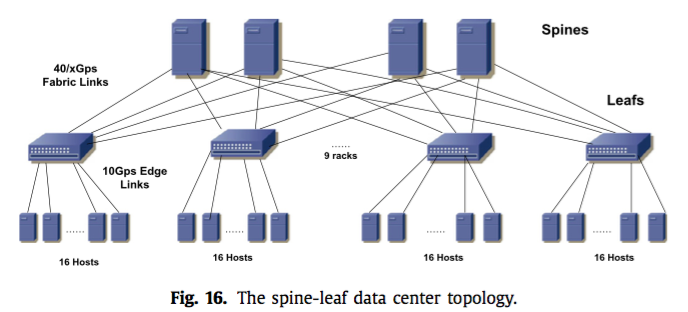 Spines
40/xGps
Fabric Links
Leafs
......
9 racks
10Gps Edge
Links
......
......
......
......
16 Hosts
16 Hosts
16 Hosts
16 Hosts
Fig. 16. The spine-leaf data center topology.